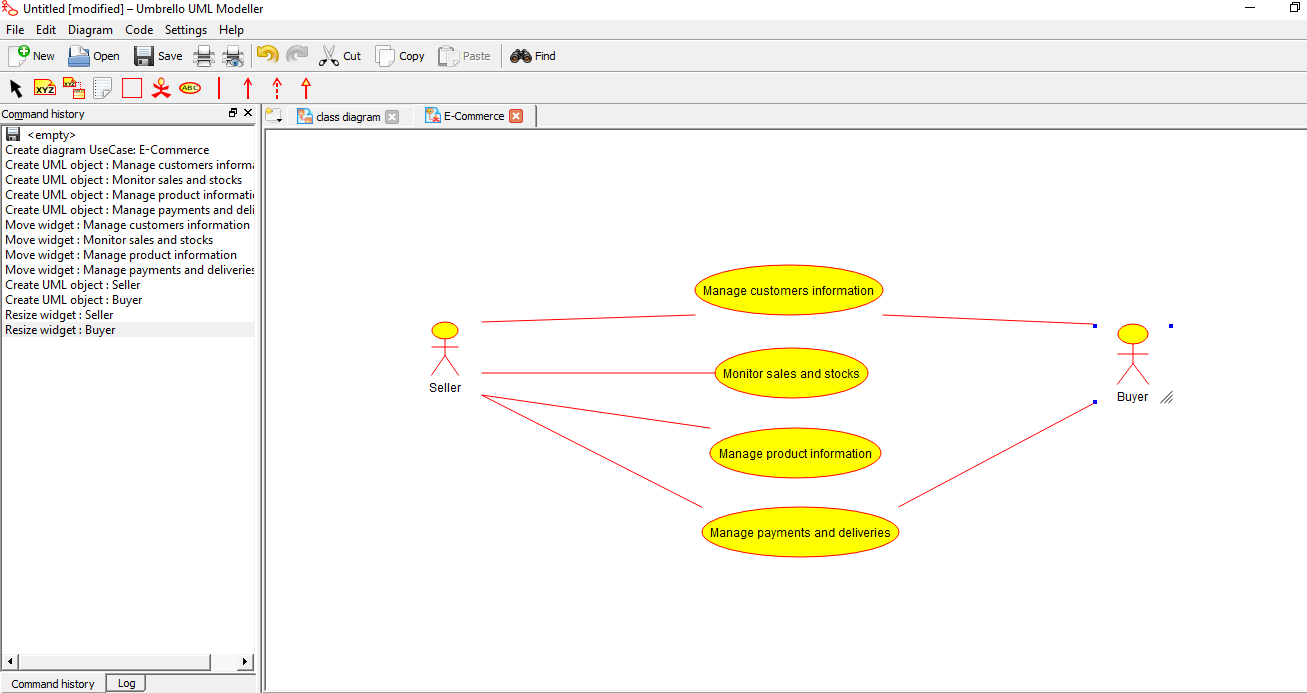 Untitled [modified] – Umbrello UML Modeller
File Edit Diagram Code Settings Help
New Open Save Cut Copy Paste Find
XYZ XYZ ABC
Command history
class diagram E-Commerce
<empty>
Create diagram UseCase: E-Commerce
Create UML object : Manage customers informa
Create UML object : Monitor sales and stocks
Create UML object : Manage product informati
Create UML object : Manage payments and deli
Move widget : Manage customers information
Move widget : Monitor sales and stocks
Move widget : Manage product information
Move widget : Manage payments and deliveries
Create UML object : Seller
Create UML object : Buyer
Resize widget : Seller
Resize widget : Buyer
Manage customers information
Seller
Monitor sales and stocks
Buyer
Manage product information
Manage payments and deliveries
Command history Log